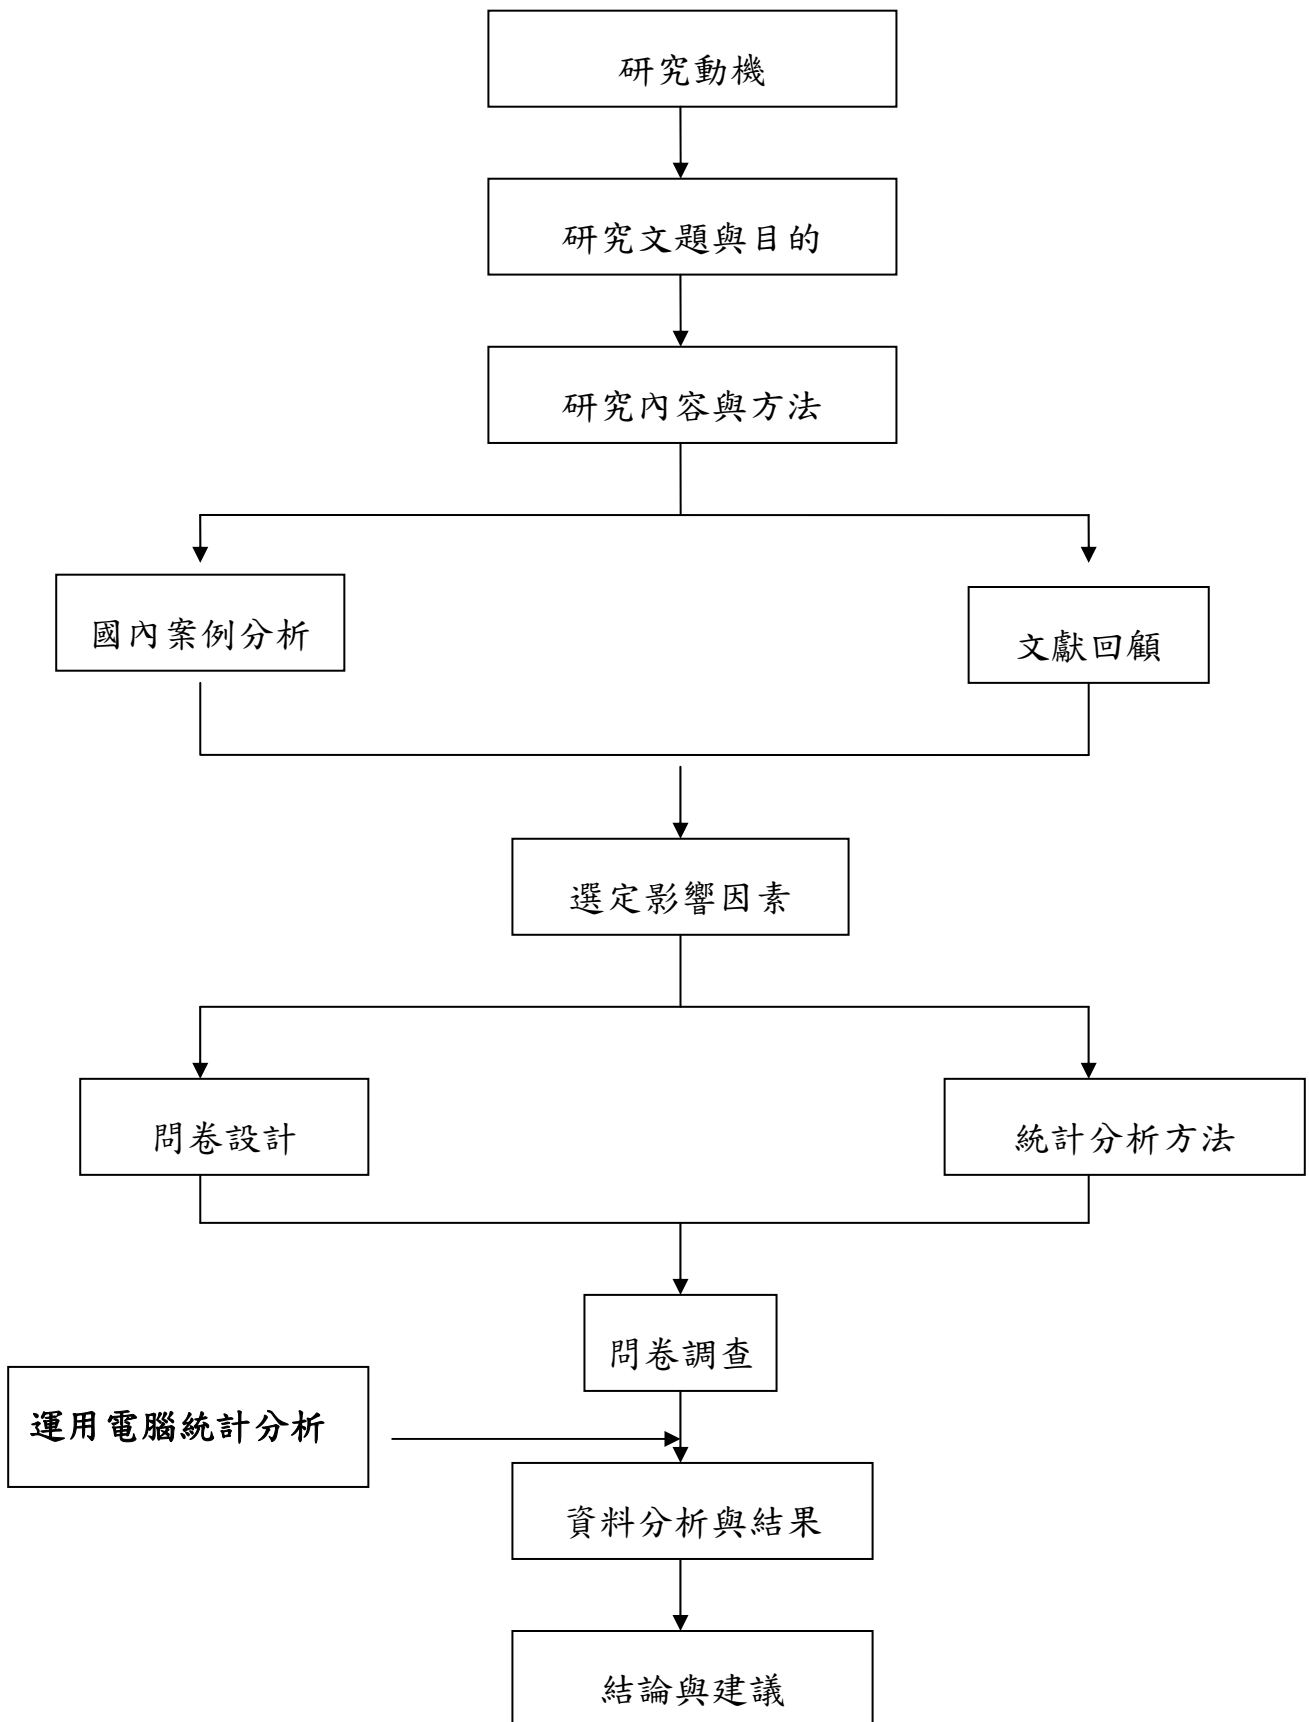 研究動機
研究文題與目的
研究內容與方法
國內案例分析
文獻回顧
選定影響因素
問卷設計
統計分析方法
問卷調查
運用電腦統計分析
資料分析與結果
結論與建議